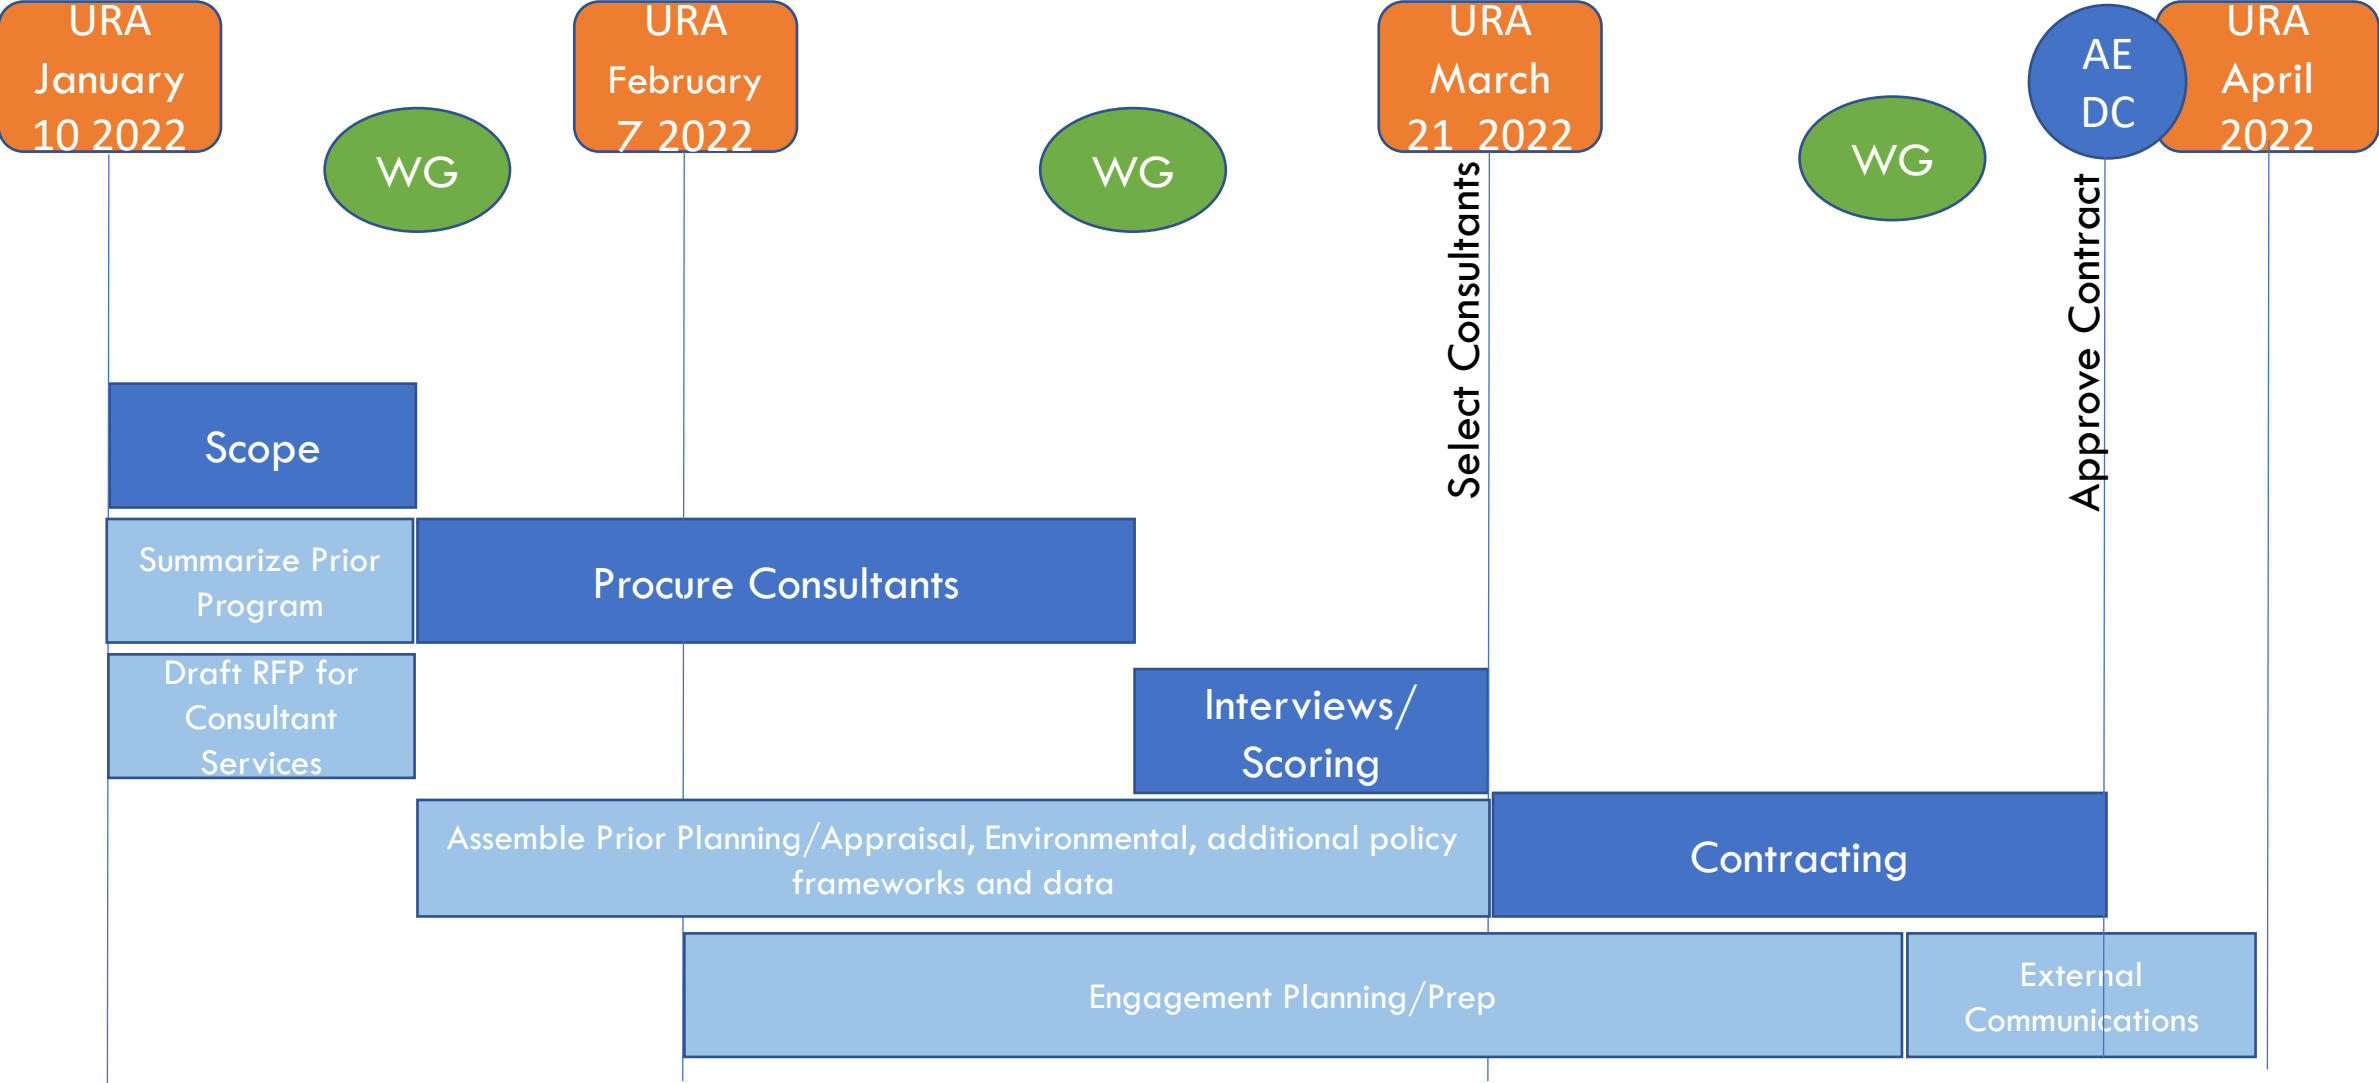 URA
January
10 2022
URA
February
7 2022
URA
March
21 2022
AE
DC
URA
April
2022
WG
WG
WG
Select Consultants
Approve Contract
Scope
Summarize Prior
Program
Procure Consultants
Draft RFP for
Consultant
Services
Interviews/
Scoring
Assemble Prior Planning/Appraisal, Environmental, additional policy
frameworks and data
Contracting
Engagement Planning/Prep
External
Communications